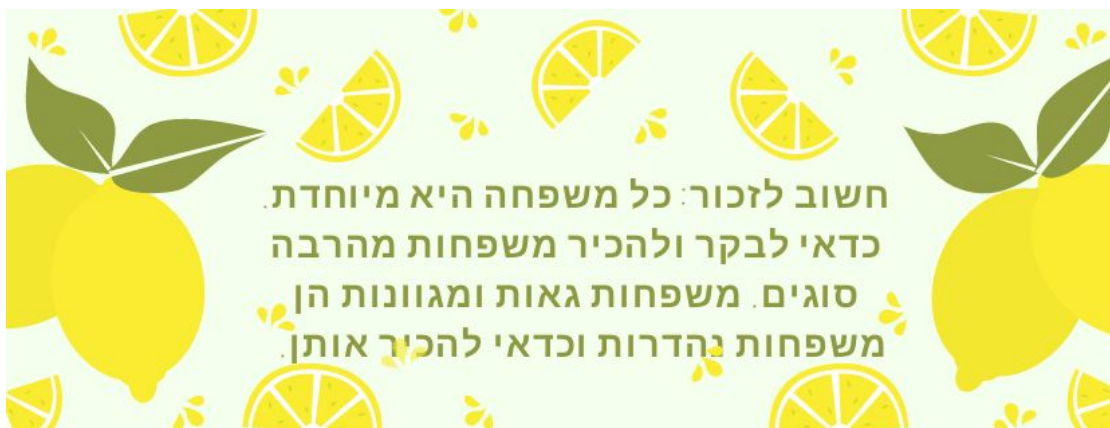 חשוב לזכור: כל משפחה היא מיוחדת.
כדאי לבקר ולהכיר משפחות מהרבה
סוגים. משפחות גאות ומגוונות הן
משפחות נהדרות וכדאי להכיר אותן.